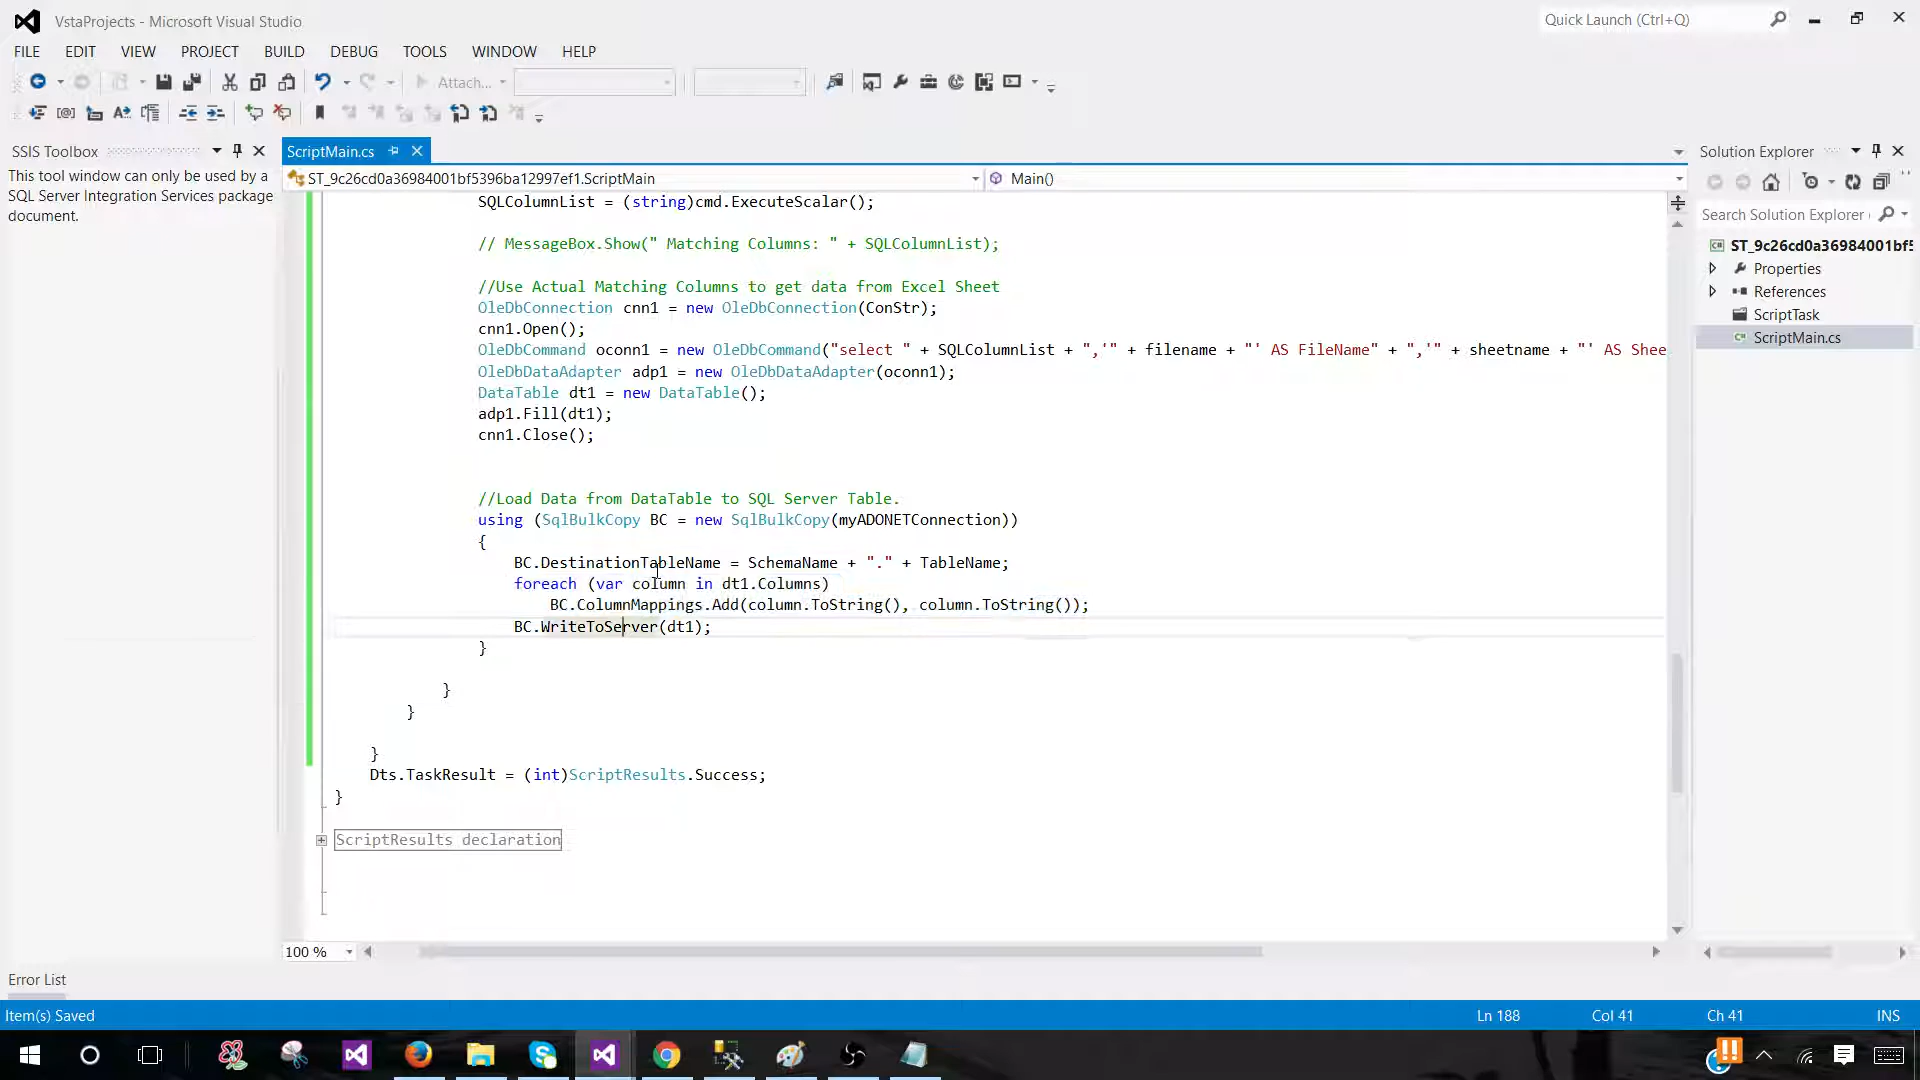 VstaProjects - Microsoft Visual Studio
Quick Launch (Ctrl+Q)
FILE EDIT VIEW PROJECT BUILD DEBUG TOOLS WINDOW HELP
Attach...
SSIS Toolbox
This tool window can only be used by a
SQL Server Integration Services package
document.
ScriptMain.cs
ST_9c26cd0a36984001bf5396ba12997ef1.ScriptMain
Main()
SQLColumnList = (string)cmd.ExecuteScalar();
// MessageBox.Show(" Matching Columns: " + SQLColumnList);
//Use Actual Matching Columns to get data from Excel Sheet
OleDbConnection cnn1 = new OleDbConnection(ConStr);
cnn1.Open();
OleDbCommand oconn1 = new OleDbCommand("select " + SQLColumnList + ",'" + filename + "' AS FileName" + ",'" + sheetname + "' AS Shee
OleDbDataAdapter adp1 = new OleDbDataAdapter(oconn1);
DataTable dt1 = new DataTable();
adp1.Fill(dt1);
cnn1.Close();
//Load Data from DataTable to SQL Server Table.
using (SqlBulkCopy BC = new SqlBulkCopy(myADONETConnection))
{
BC.DestinationTableName = SchemaName + "." + TableName;
foreach (var column in dt1.Columns)
BC.ColumnMappings.Add(column.ToString(), column.ToString());
BC.WriteToServer(dt1);
}
}
}
}
Dts.TaskResult = (int)ScriptResults.Success;
}
ScriptResults declaration
100 %
Solution Explorer
Search Solution Explorer
ST_9c26cd0a36984001bf5
Properties
References
ScriptTask
ScriptMain.cs
Error List
Item(s) Saved
Ln 188 Col 41 Ch 41 INS